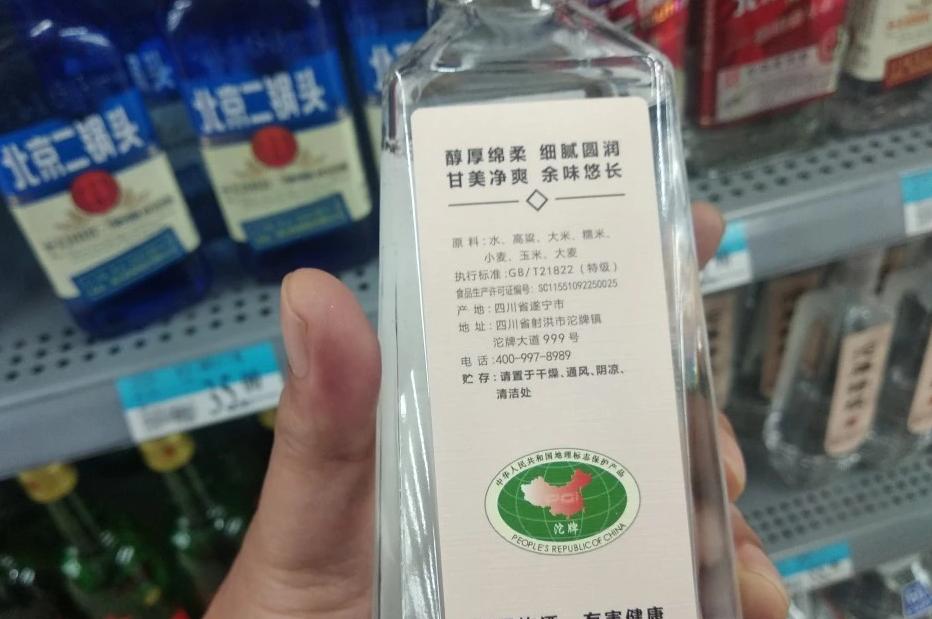 醇厚绵柔 细腻圆润
甘美净爽 余味悠长
原料:水、高粱、大米、糯米、
小麦、玉米、大麦
执行标准:GB/T21822(特级)
食品生产许可证编号:SC11551092250025
产 地:四川省遂宁市
地 址:四川省射洪市沱牌镇
沱牌大道 999 号
电 话:400-997-8989
贮 存:请置于干燥、通风、阴凉、
清洁处
中华人民共和国地理标志保护产品
PGI
沱牌
PEOPLE'S REPUBLIC OF CHINA
有害健康
北京二锅头
北京二锅头